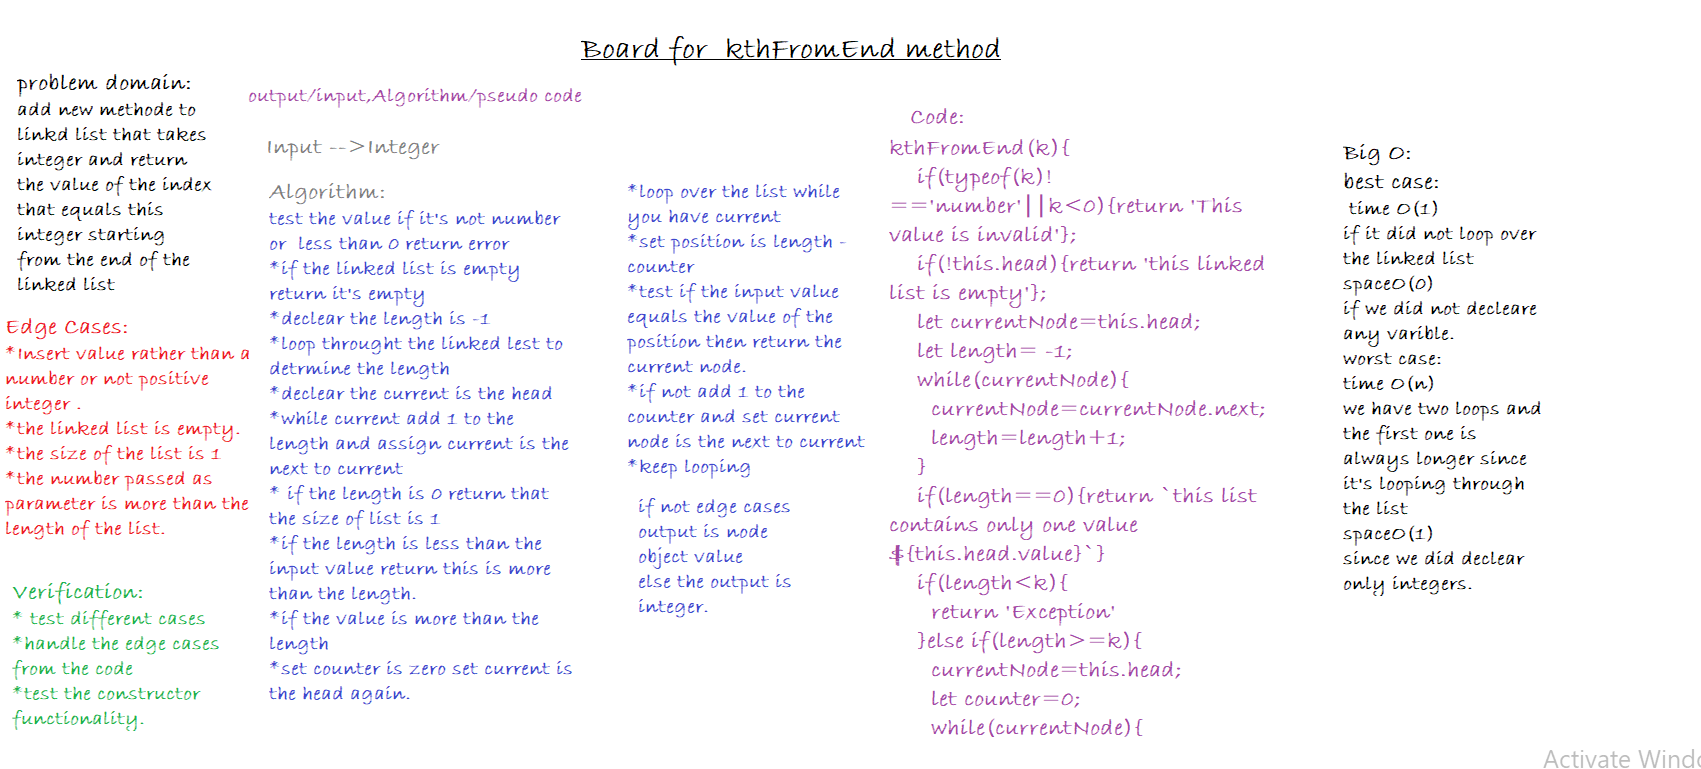 Board for kthFromEnd method
problem domain:
add new methode to
linkd list that takes
integer and return
the value of the index
that equals this
integer starting
from the end of the
linked list
Edge Cases:
*Insert value rather than a
number or not positive
integer .
*the linked list is empty.
*the size of the list is 1
*the number passed as
parameter is more than the
length of the list.
Verification:
* test different cases
*handle the edge cases
from the code
*test the constructor
functionality.
output/input,Algorithm/pseudo code
Input -->Integer
Algorithm:
test the value if it's not number
or less than 0 return error
*if the linked list is empty
return it's empty
*declear the length is -1
*loop throught the linked lest to
detrmine the length
*declear the current is the head
*while current add 1 to the
length and assign current is the
next to current
* if the length is 0 return that
the size of list is 1
*if the length is less than the
input value return this is more
than the length.
*if the value is more than the
length
*set counter is zero set current is
the head again.
*loop over the list while
you have current
*set position is length -
counter
*test if the input value
equals the value of the
position then return the
current node.
*if not add 1 to the
counter and set current
node is the next to current
*keep looping
if not edge cases
output is node
object value
else the output is
integer.
Code:
kthFromEnd(k){
if(typeof(k)!
=='number'||k<0){return 'This
value is invalid'};
if(!this.head){return 'this linked
list is empty'};
let currentNode=this.head;
let length= -1;
while(currentNode){
currentNode=currentNode.next;
length=length+1;
}
if(length==0){return `this list
contains only one value
${this.head.value}`}
if(length<k){
return 'Exception'
}else if(length>=k){
currentNode=this.head;
let counter=0;
while(currentNode){
Big O:
best case:
time O(1)
if it did not loop over
the linked list
spaceO(0)
if we did not decleare
any varible.
worst case:
time O(n)
we have two loops and
the first one is
always longer since
it's looping through
the list
spaceO(1)
since we did declear
only integers.
Activate Windo